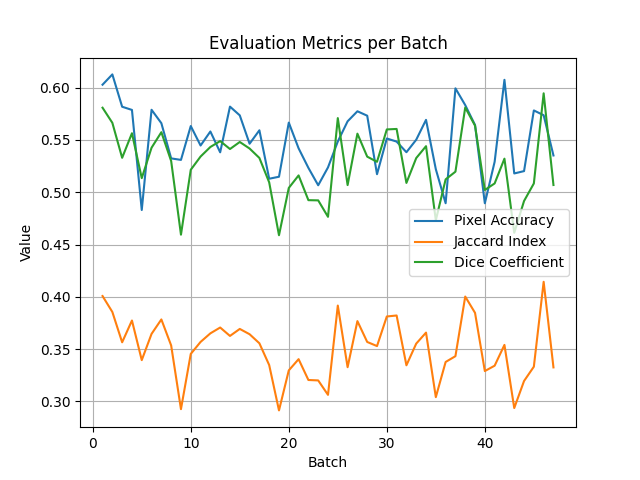 Evaluation Metrics per Batch
0.60
0.55
0.50
0.45
0.40
0.35
0.30
Value
Pixel Accuracy
Jaccard Index
Dice Coefficient
0 10 20 30 40
Batch